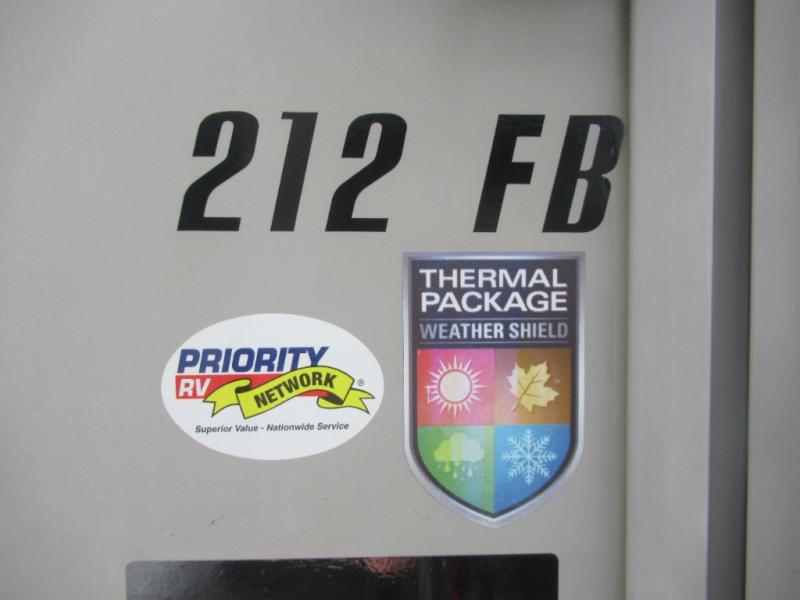 212 FB
THERMAL
PACKAGE
WEATHER SHIELD
PRIORITY
RV NETWORK®
Superior Value - Nationwide Service